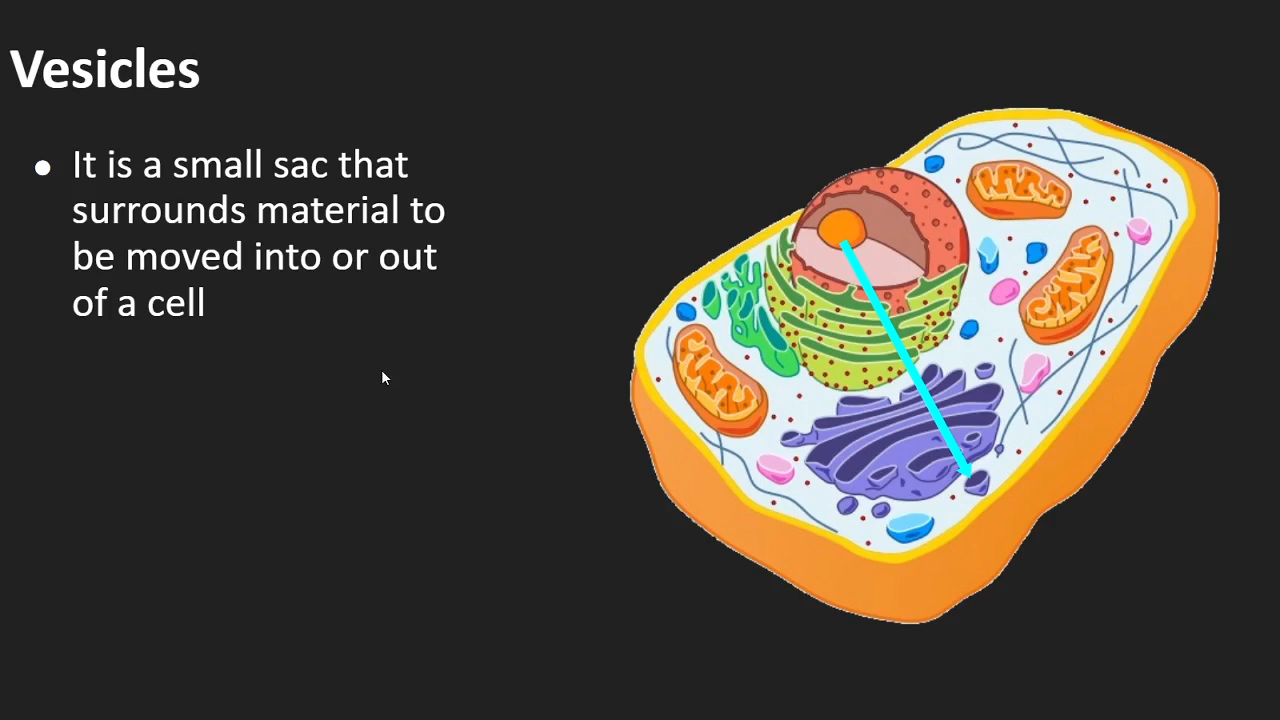 Vesicles
● It is a small sac that
surrounds material to
be moved into or out
of a cell